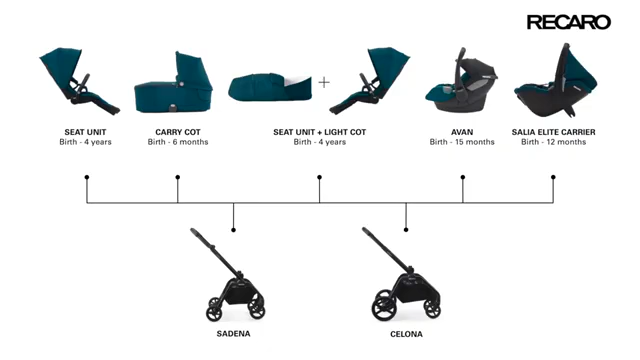 RECARO
SEAT UNIT
Birth - 4 years
CARRY COT
Birth - 6 months
SEAT UNIT + LIGHT COT
Birth - 4 years
AVAN
Birth - 15 months
SALIA ELITE CARRIER
Birth - 12 months
SADENA
CELONA